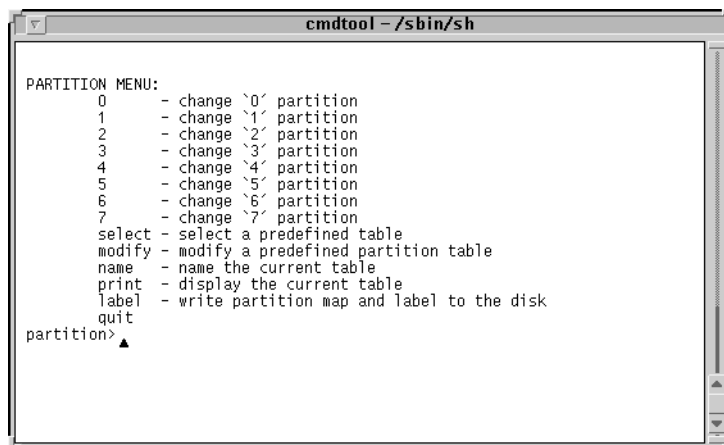 cmdtool - /sbin/sh
PARTITION MENU:
0 - change `0´ partition
1 - change `1´ partition
2 - change `2´ partition
3 - change `3´ partition
4 - change `4´ partition
5 - change `5´ partition
6 - change `6´ partition
7 - change `7´ partition
select - select a predefined table
modify - modify a predefined partition table
name - name the current table
print - display the current table
label - write partition map and label to the disk
quit
partition>